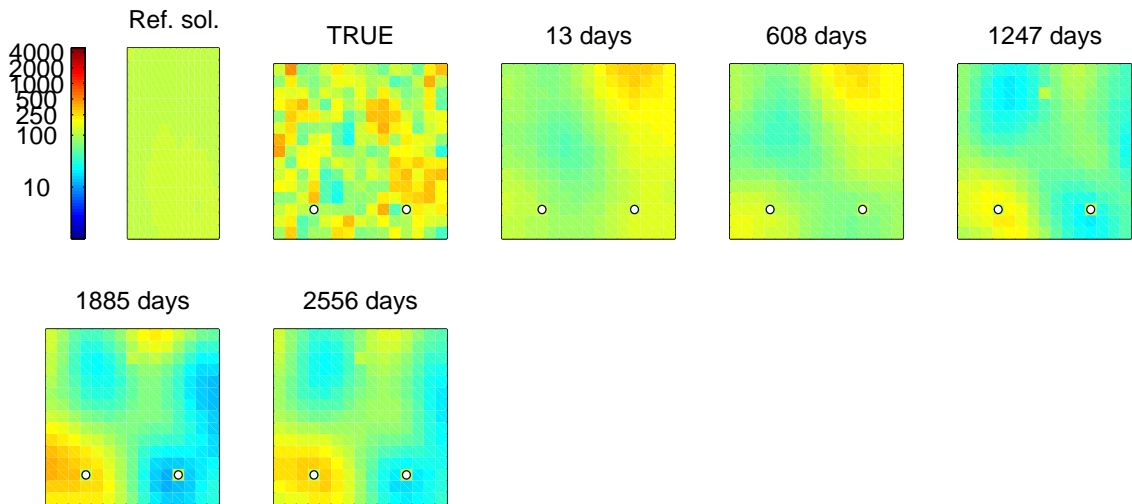 Ref. sol.
TRUE
13 days
608 days
1247 days
4000
2000
1000
500
250
100
10
1885 days
2556 days